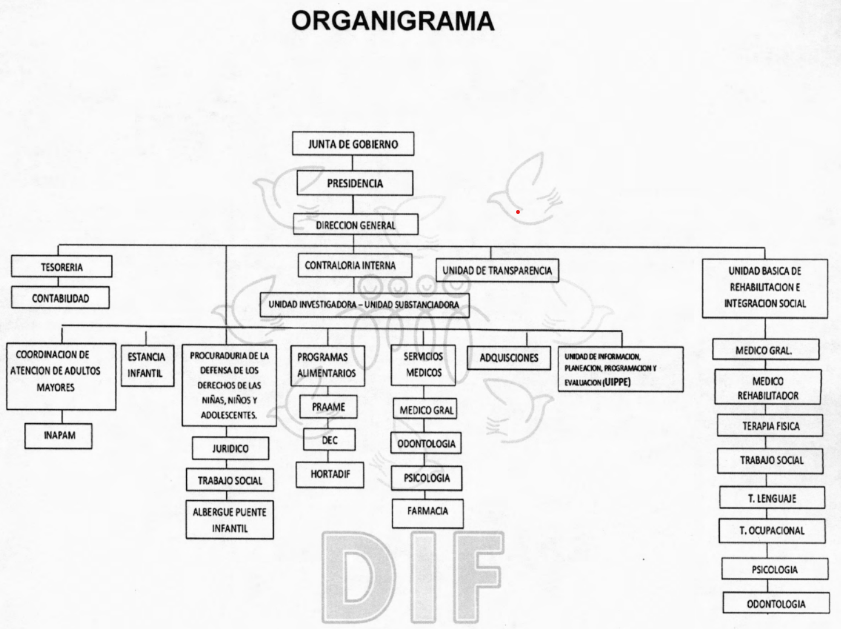 ORGANIGRAMA
JUNTA DE GOBIERNO
PRESIDENCIA
DIRECCION GENERAL
TESORERIA
CONTABILIDAD
CONTRALORIA INTERNA
UNIDAD INVESTIGADORA – UNIDAD SUBSTANCIADORA
UNIDAD DE TRANSPARENCIA
UNIDAD BASICA DE
REHABILITACION E
INTEGRACION SOCIAL
COORDINACION DE
ATENCION DE ADULTOS
MAYORES
INAPAM
ESTANCIA
INFANTIL
PROCURADURIA DE LA
DEFENSA DE LOS
DERECHOS DE LAS
NIÑAS, NIÑOS Y
ADOLESCENTES.
JURIDICO
TRABAJO SOCIAL
ALBERGUE PUENTE
INFANTIL
PROGRAMAS
ALIMENTARIOS
PRAAME
DEC
HORTADIF
SERVICIOS
MEDICOS
MEDICO GRAL
ODONTOLOGIA
PSICOLOGIA
FARMACIA
ADQUISCIONES
UNIDAD DE INFORMACION,
PLANEACION, PROGRAMACION Y
EVALUACION (UIPPE)
MEDICO GRAL.
MEDICO
REHABILITADOR
TERAPIA FISICA
TRABAJO SOCIAL
T. LENGUAJE
T. OCUPACIONAL
PSICOLOGIA
ODONTOLOGIA
DIF